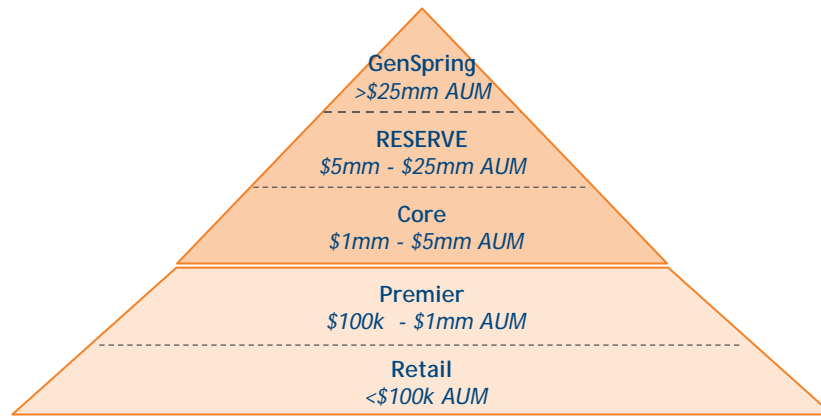 GenSpring
>$25mm AUM
RESERVE
$5mm - $25mm AUM
Core
$1mm - $5mm AUM
Premier
$100k  - $1mm AUM
Retail
<$100k AUM